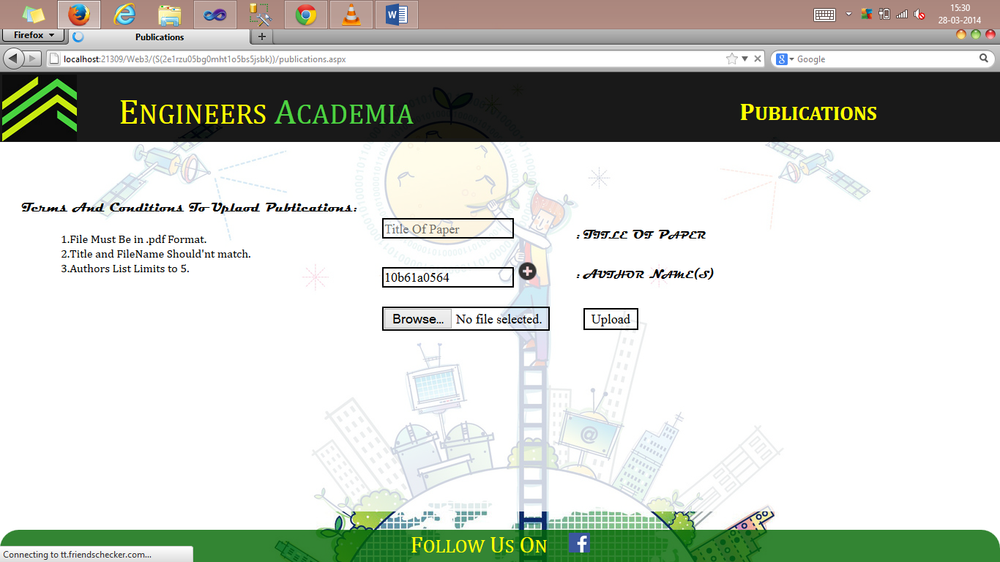 15:30
28-03-2014
Firefox
Publications
localhost:21309/Web3/(S(2e1rzu05bg0mht1o5bs5jsbk))/publications.aspx
Google
ENGINEERS ACADEMIA
PUBLICATIONS
Terms And Conditions To Uplaod Publications:
1.File Must Be in .pdf Format.
2.Title and FileName Should'nt match.
3.Authors List Limits to 5.
Title Of Paper
: TITLE OF PAPER
10b61a0564
: AUTHOR NAME(S)
Browse... No file selected.
Upload
@
FOLLOW US ON
Connecting to tt.friendschecker.com...